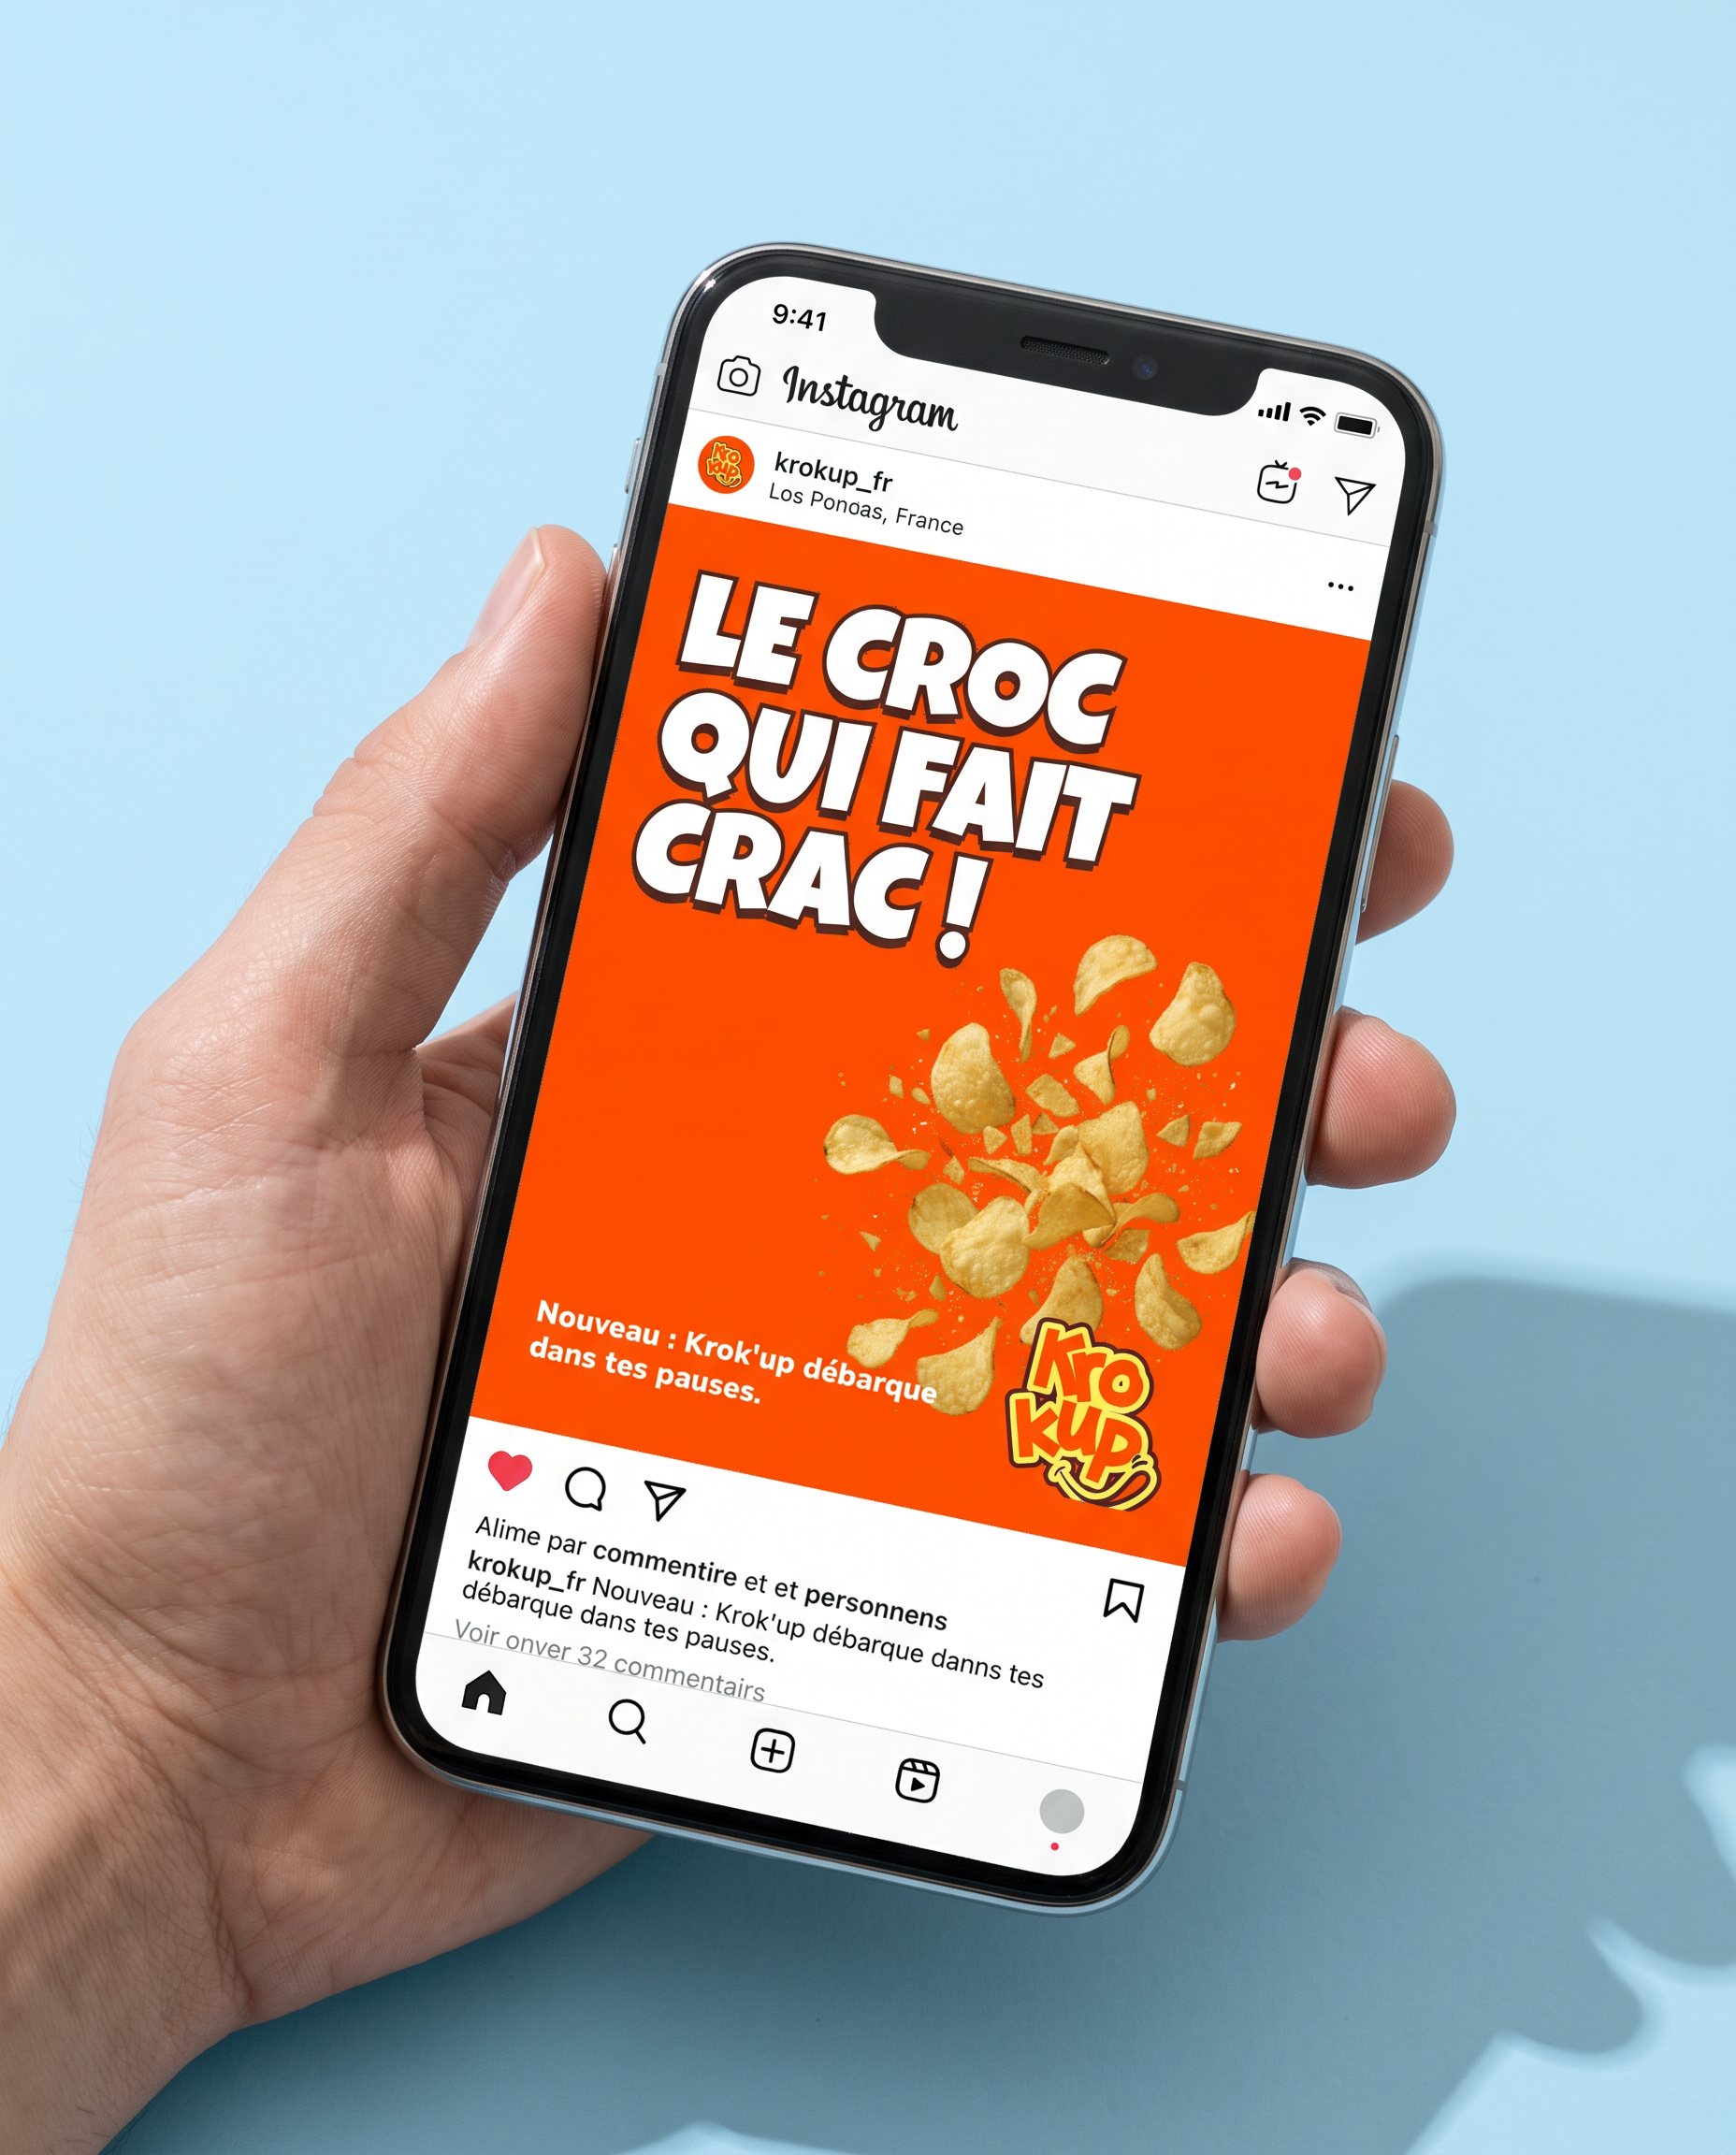 9:41
Instagram
Kro
kup
krokup_fr
Los Pondas, France
LE CROC
QUI FAIT
CRAC !
Nouveau : Krok'up débarque
dans tes pauses.
Kro
kup
Alime par commentire et et personnens
krokup_fr Nouveau : Krok'up débarque danns tes
débarque dans tes pauses.
Voir onver 32 commentairs